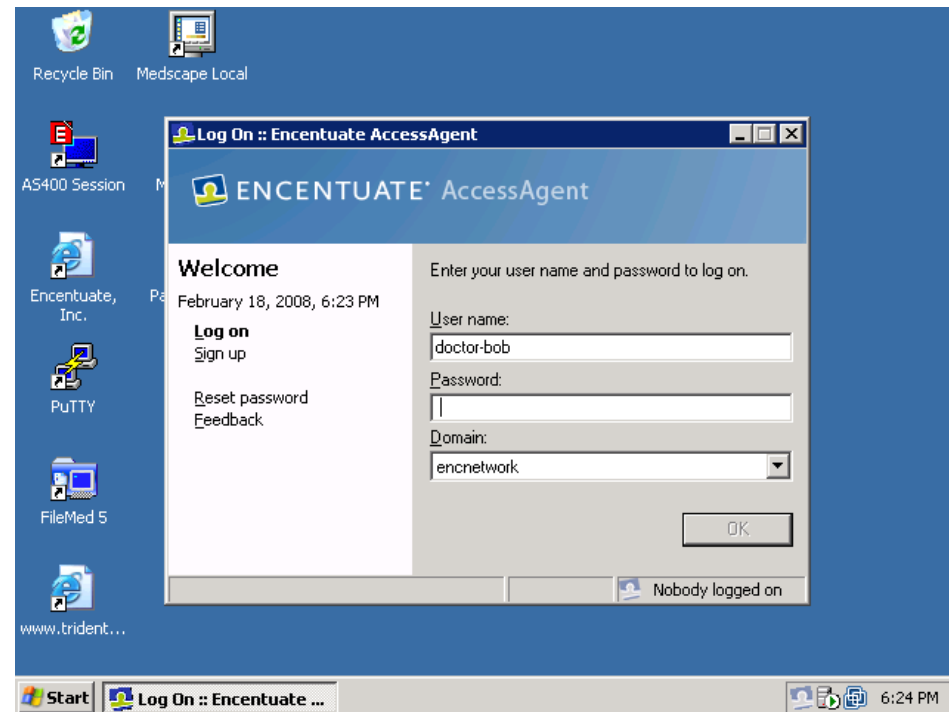 Recycle Bin
Medscape Local
AS400 Session
M
Encentuate,
Inc.
Pa
PuTTY
FileMed 5
www.trident...
Log On :: Encentuate AccessAgent
ENCENTUATE® AccessAgent
Welcome
February 18, 2008, 6:23 PM
Log on
Sign up
Reset password
Feedback
Enter your user name and password to log on.
User name:
doctor-bob
Password:
Domain:
encnetwork
OK
Nobody logged on
Start
Log On :: Encentuate ...
6:24 PM